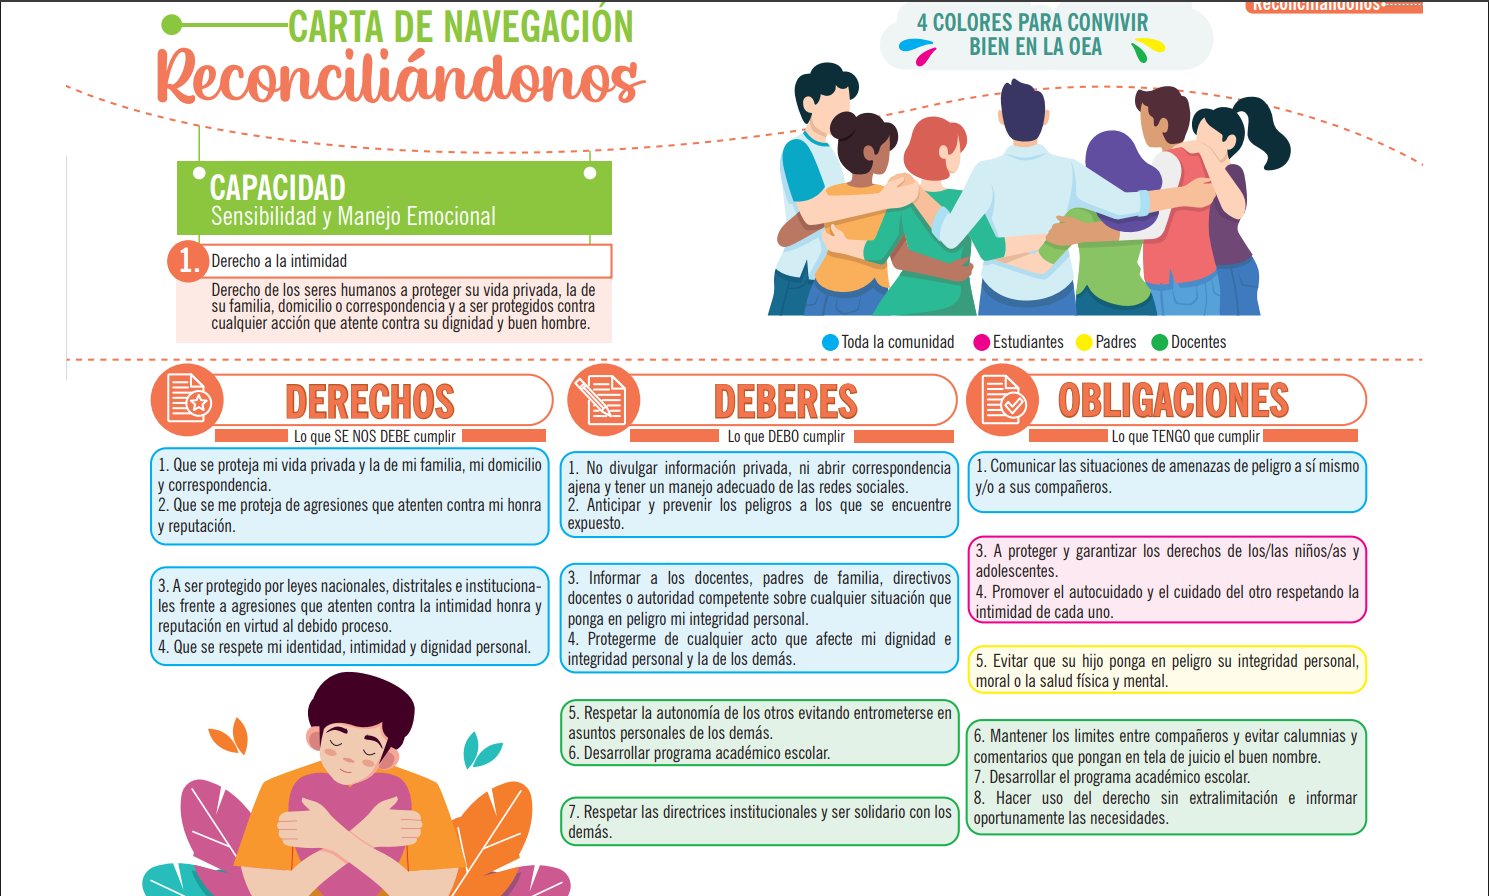 CARTA DE NAVEGACIÓN
Reconciliándonos
4 COLORES PARA CONVIVIR
BIEN EN LA OEA
Reconciliándonos
CAPACIDAD
Sensibilidad y Manejo Emocional
1. Derecho a la intimidad
Derecho de los seres humanos a proteger su vida privada, la de
su familia, domicilio o correspondencia y a ser protegidos contra
cualquier acción que atente contra su dignidad y buen hombre.
Toda la comunidad Estudiantes Padres Docentes
DERECHOS
Lo que SE NOS DEBE cumplir
1. Que se proteja mi vida privada y la de mi familia, mi domicilio
y correspondencia.
2. Que se me proteja de agresiones que atenten contra mi honra
y reputación.
3. A ser protegido por leyes nacionales, distritales e instituciona-
les frente a agresiones que atenten contra la intimidad honra y
reputación en virtud al debido proceso.
4. Que se respete mi identidad, intimidad y dignidad personal.
DEBERES
Lo que DEBO cumplir
1. No divulgar información privada, ni abrir correspondencia
ajena y tener un manejo adecuado de las redes sociales.
2. Anticipar y prevenir los peligros a los que se encuentre
expuesto.
3. Informar a los docentes, padres de familia, directivos
docentes o autoridad competente sobre cualquier situación que
ponga en peligro mi integridad personal.
4. Protegerme de cualquier acto que afecte mi dignidad e
integridad personal y la de los demás.
5. Respetar la autonomía de los otros evitando entrometerse en
asuntos personales de los demás.
6. Desarrollar programa académico escolar.
7. Respetar las directrices institucionales y ser solidario con los
demás.
OBLIGACIONES
Lo que TENGO que cumplir
1. Comunicar las situaciones de amenazas de peligro a sí mismo
y/o a sus compañeros.
3. A proteger y garantizar los derechos de los/las niños/as y
adolescentes.
4. Promover el autocuidado y el cuidado del otro respetando la
intimidad de cada uno.
5. Evitar que su hijo ponga en peligro su integridad personal,
moral o la salud física y mental.
6. Mantener los limites entre compañeros y evitar calumnias y
comentarios que pongan en tela de juicio el buen nombre.
7. Desarrollar el programa académico escolar.
8. Hacer uso del derecho sin extralimitación e informar
oportunamente las necesidades.